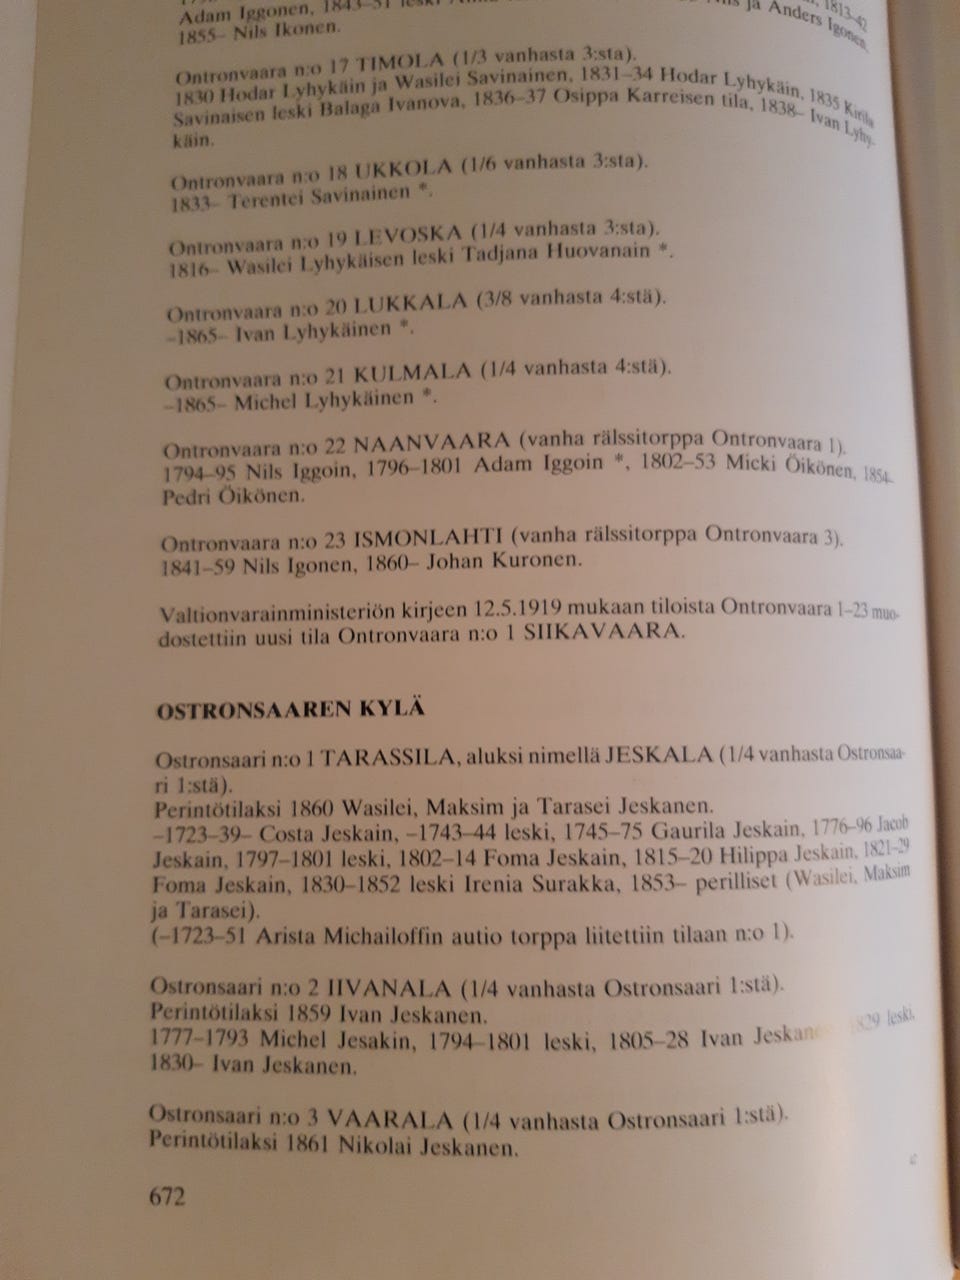 Adam Iggonen, 1843–51 leski
ja Anders Igonen, 1813–42
1855– Nils Ikonen.
Ontronvaara n:o 17 TIMOLA (1/3 vanhasta 3:sta).
1830 Hodar Lyhykäin ja Wasilei Savinainen, 1831–34 Hodar Lyhykäin, 1835 Kirila
Savinaisen leski Balaga Ivanova, 1836–37 Osippa Karreisen tila, 1838– Ivan Lyhy-
käin.
Ontronvaara n:o 18 UKKOLA (1/6 vanhasta 3:sta).
1833– Terentei Savinainen *.
Ontronvaara n:o 19 LEVOSKA (1/4 vanhasta 3:sta).
1816– Wasilei Lyhykäisen leski Tadjana Huovanain *.
Ontronvaara n:o 20 LUKKALA (3/8 vanhasta 4:stä).
–1865– Ivan Lyhykäinen *.
Ontronvaara n:o 21 KULMALA (1/4 vanhasta 4:stä).
–1865– Michel Lyhykäinen *.
Ontronvaara n:o 22 NAANVAARA (vanha rälssitorppa Ontronvaara 1).
1794–95 Nils Iggoin, 1796–1801 Adam Iggoin *, 1802–53 Micki Öikönen, 1854–
Pedri Öikönen.
Ontronvaara n:o 23 ISMONLAHTI (vanha rälssitorppa Ontronvaara 3).
1841–59 Nils Igonen, 1860– Johan Kuronen.
Valtionvarainministeriön kirjeen 12.5.1919 mukaan tiloista Ontronvaara 1–23 muo-
dostettiin uusi tila Ontronvaara n:o 1 SIIKAVAARA.
OSTRONSAAREN KYLÄ
Ostronsaari n:o 1 TARASSILA, aluksi nimellä JESKALA (1/4 vanhasta Ostronsaa-
ri 1:stä).
Perintötilaksi 1860 Wasilei, Maksim ja Tarasei Jeskanen.
–1723–39– Costa Jeskain, –1743–44 leski, 1745–75 Gaurila Jeskain, 1776–96 Jacob
Jeskain, 1797–1801 leski, 1802–14 Foma Jeskain, 1815–20 Hilippa Jeskain, 1821–29
Foma Jeskain, 1830–1852 leski Irenia Surakka, 1853– perilliset (Wasilei, Maksim
ja Tarasei).
(–1723–51 Arista Michailoffin autio torppa liitettiin tilaan n:o 1).
Ostronsaari n:o 2 IIVANALA (1/4 vanhasta Ostronsaari 1:stä).
Perintötilaksi 1859 Ivan Jeskanen.
1777–1793 Michel Jesakin, 1794–1801 leski, 1805–28 Ivan Jeskanen, 1829 leski,
1830– Ivan Jeskanen.
Ostronsaari n:o 3 VAARALA (1/4 vanhasta Ostronsaari 1:stä).
Perintötilaksi 1861 Nikolai Jeskanen.
672